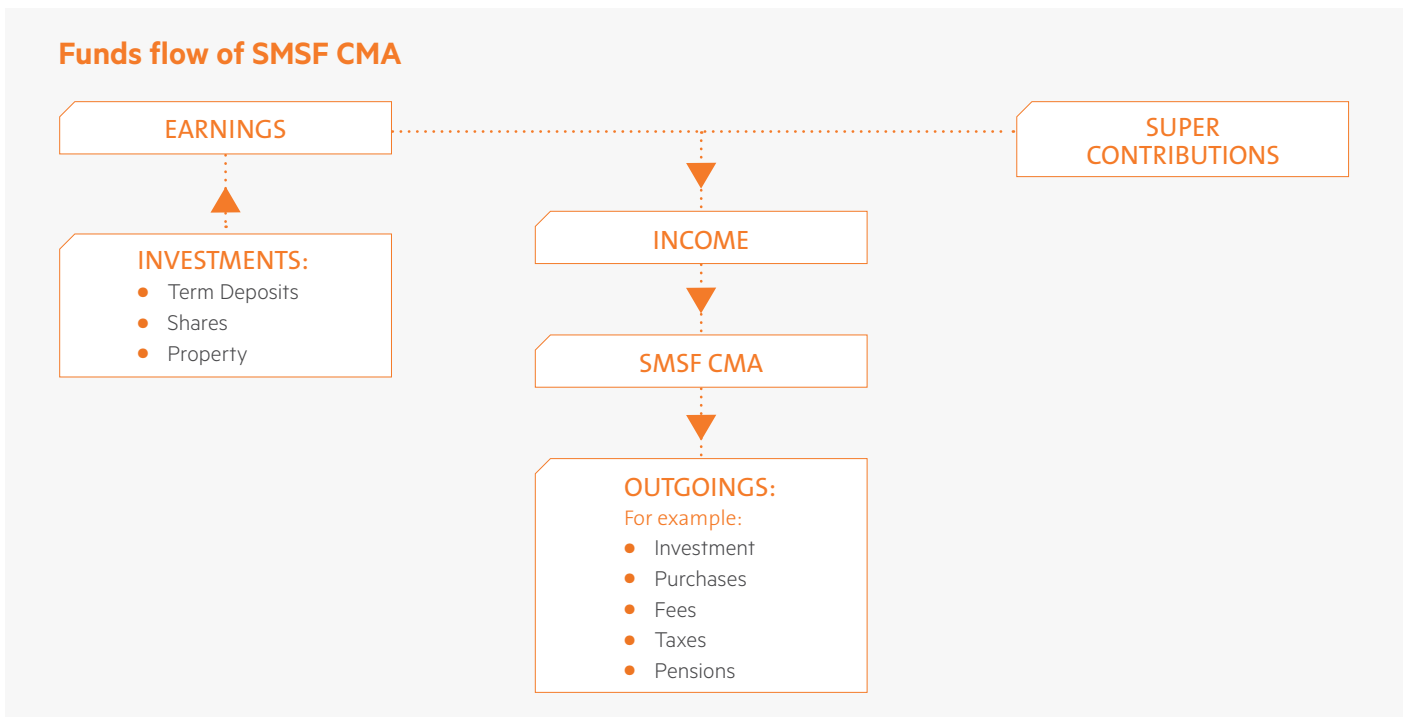 Funds flow of SMSF CMA
EARNINGS
SUPER
CONTRIBUTIONS
INVESTMENTS:
Term Deposits
Shares
Property
INCOME
SMSF CMA
OUTGOINGS:
For example:
Investment
Purchases
Fees
Taxes
Pensions